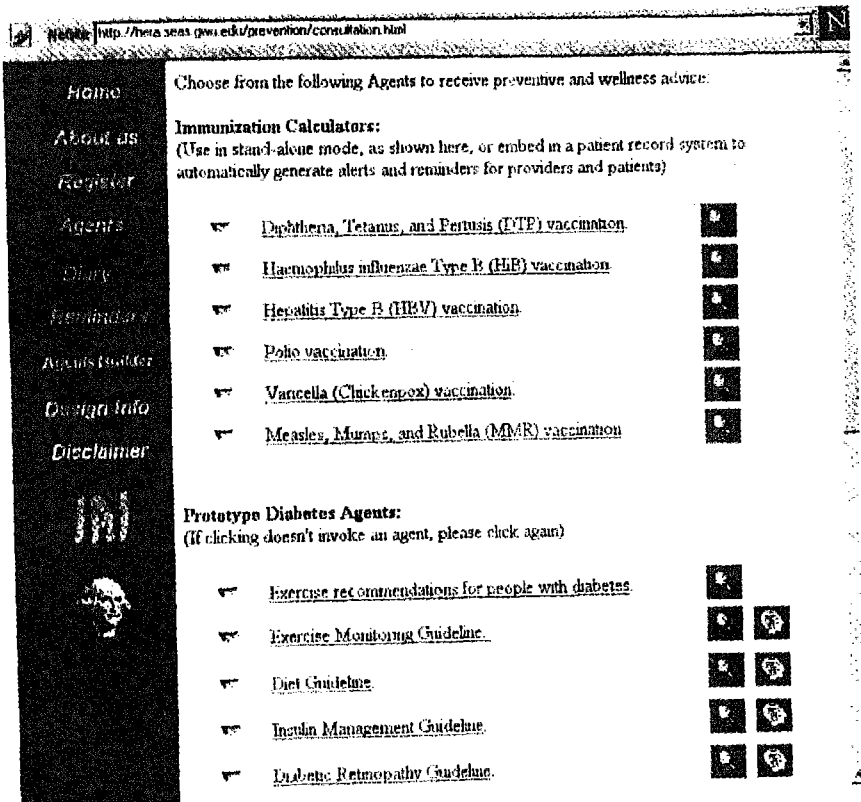 http://hera.seas.gwu.edu/prevention/consultation.html
N
Home
About us
Register
Agents
Diary
Reminders
Agents Builder
Design Info
Disclaimer
Choose from the following Agents to receive preventive and wellness advice:
Immunization Calculators:
(Use in stand-alone mode, as shown here, or embed in a patient record system to
automatically generate alerts and reminders for providers and patients)
Diphtheria, Tetanus, and Pertusis (DTP) vaccination.
Haemophilus influenzae Type B (HiB) vaccination.
Hepatitis Type B (HBV) vaccination.
Polio vaccination.
Varicella (Chickenpox) vaccination.
Measles, Mumps, and Rubella (MMR) vaccination
Prototype Diabetes Agents:
(If clicking doesn't invoke an agent, please click again)
Exercise recommendations for people with diabetes.
Exercise Monitoring Guideline.
Diet Guideline.
Insulin Management Guideline.
Diabetic Retinopathy Guideline.